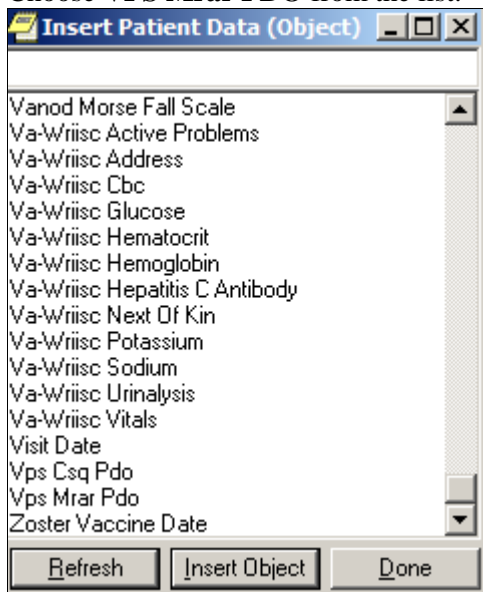 Choose VPS Mrar PDO from the list.
Insert Patient Data (Object)
Vanod Morse Fall Scale
Va-Wriisc Active Problems
Va-Wriisc Address
Va-Wriisc Cbc
Va-Wriisc Glucose
Va-Wriisc Hematocrit
Va-Wriisc Hemoglobin
Va-Wriisc Hepatitis C Antibody
Va-Wriisc Next Of Kin
Va-Wriisc Potassium
Va-Wriisc Sodium
Va-Wriisc Urinalysis
Va-Wriisc Vitals
Visit Date
Vps Csq Pdo
Vps Mrar Pdo
Zoster Vaccine Date
Refresh Insert Object Done